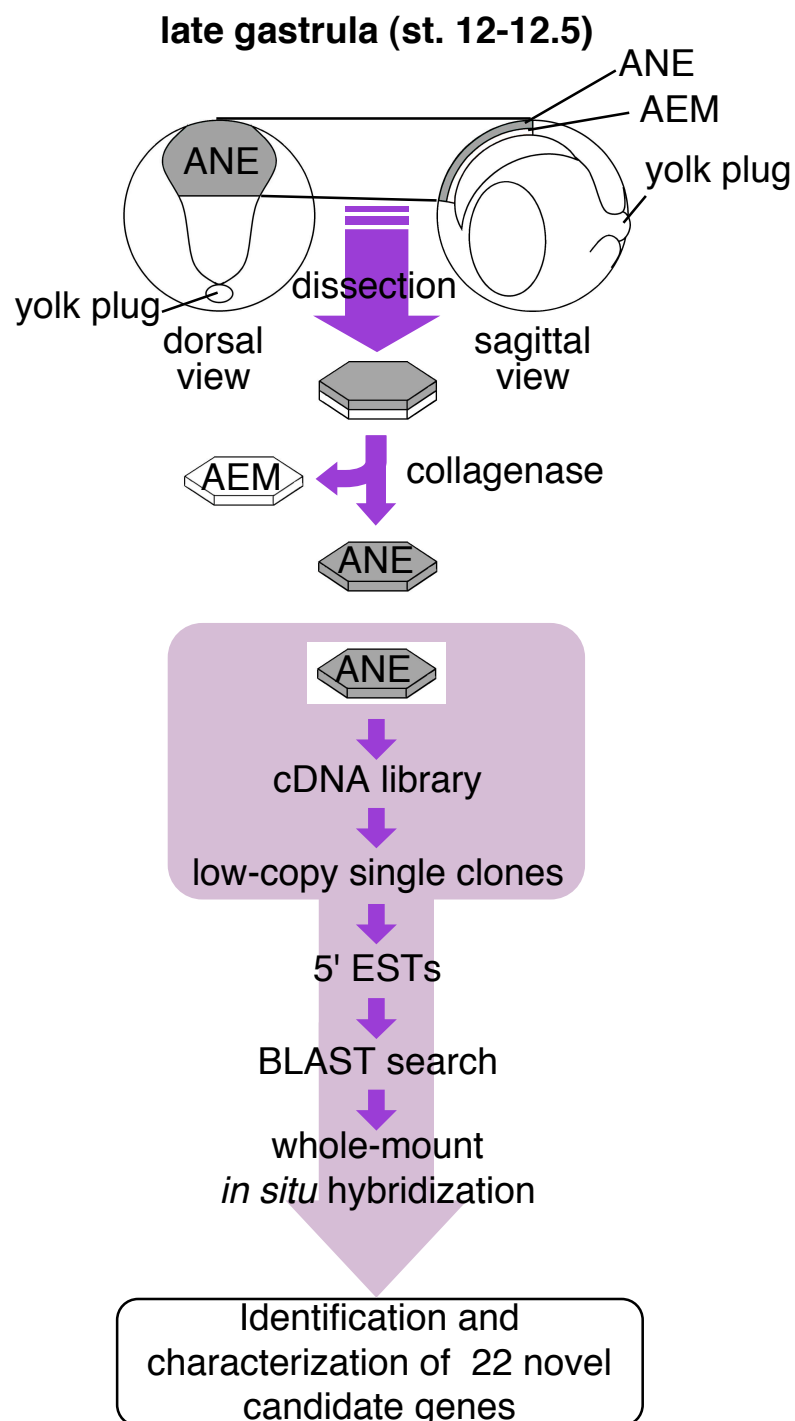 late gastrula (st. 12-12.5)
ANE
AEM
ANE
yolk plug
yolk plug
dissection
dorsal
view
sagittal
view
AEM
collagenase
ANE
ANE
cDNA library
low-copy single clones
5' ESTs
BLAST search
whole-mount
in situ hybridization
Identification and
characterization of 22 novel
candidate genes